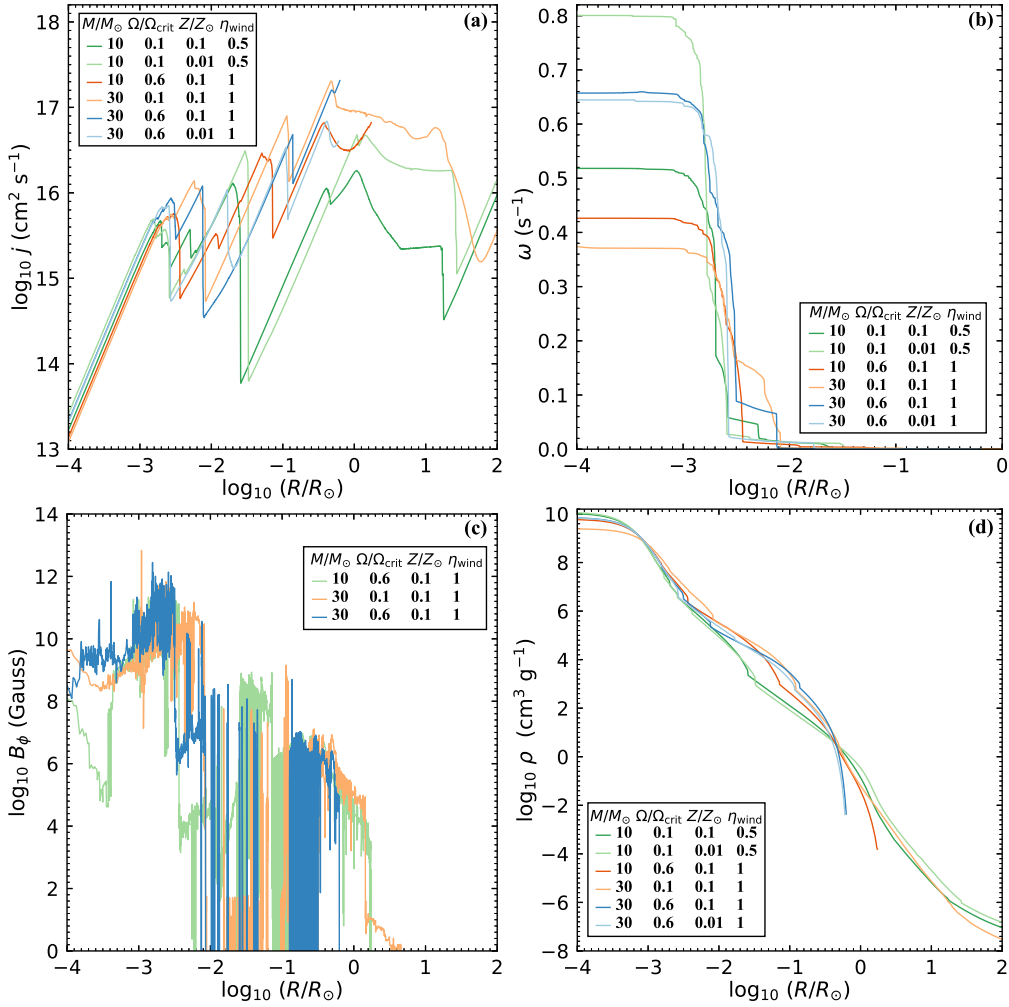 (a)
M/M⊙ Ω/Ωcrit Z/Z⊙ ηwind
10 0.1 0.1 0.5
10 0.1 0.01 0.5
10 0.6 0.1 1
30 0.1 0.1 1
30 0.6 0.1 1
30 0.6 0.01 1
18
17
16
15
14
13
log10 j (cm² s⁻¹)
−4 −3 −2 −1 0 1 2
log10 (R/R⊙)
(b)
0.8
0.7
0.6
0.5
0.4
0.3
0.2
0.1
0.0
ω (s⁻¹)
M/M⊙ Ω/Ωcrit Z/Z⊙ ηwind
10 0.1 0.1 0.5
10 0.1 0.01 0.5
10 0.6 0.1 1
30 0.1 0.1 1
30 0.6 0.1 1
30 0.6 0.01 1
−4 −3 −2 −1 0
log10 (R/R⊙)
(c)
M/M⊙ Ω/Ωcrit Z/Z⊙ ηwind
10 0.6 0.1 1
30 0.1 0.1 1
30 0.6 0.1 1
14
12
10
8
6
4
2
0
log10 Bϕ (Gauss)
−4 −3 −2 −1 0 1 2
log10 (R/R⊙)
(d)
10
8
6
4
2
0
−2
−4
−6
−8
log10 ρ (cm³ g⁻¹)
M/M⊙ Ω/Ωcrit Z/Z⊙ ηwind
10 0.1 0.1 0.5
10 0.1 0.01 0.5
10 0.6 0.1 1
30 0.1 0.1 1
30 0.6 0.1 1
30 0.6 0.01 1
−4 −3 −2 −1 0 1 2
log10 (R/R⊙)